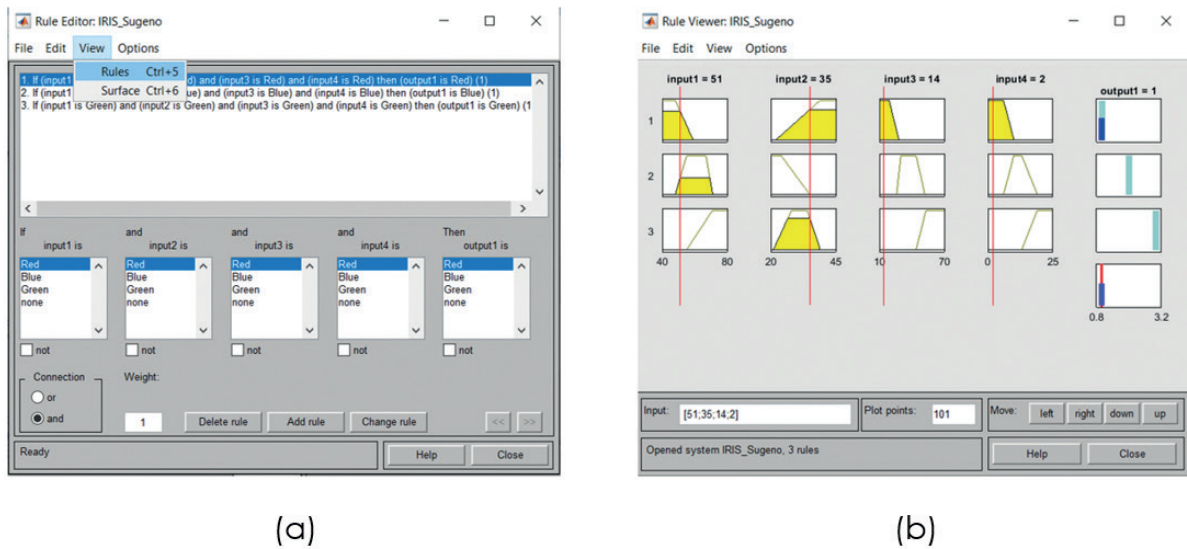 Rule Editor: IRIS_Sugeno
File Edit View Options
Rules Ctrl+5
Surface Ctrl+6
1. If (input1 d) and (input3 is Red) and (input4 is Red) then (output1 is Red) (1)
2. If (input1 ue) and (input3 is Blue) and (input4 is Blue) then (output1 is Blue) (1)
3. If (input1 is Green) and (input2 is Green) and (input3 is Green) and (input4 is Green) then (output1 is Green) (1
If and and and Then
input1 is input2 is input3 is input4 is output1 is
Red Red Red Red Red
Blue Blue Blue Blue Blue
Green Green Green Green Green
none none none none
not not not not not
Connection Weight:
or
and 1 Delete rule Add rule Change rule << >>
Ready Help Close
(a)
Rule Viewer: IRIS_Sugeno
File Edit View Options
input1 = 51 input2 = 35 input3 = 14 input4 = 2
output1 = 1
1
2
3
40 80 20 45 10 70 0 25
0.8 3.2
Input: [51;35;14;2] Plot points: 101 Move: left right down up
Opened system IRIS_Sugeno, 3 rules Help Close
(b)